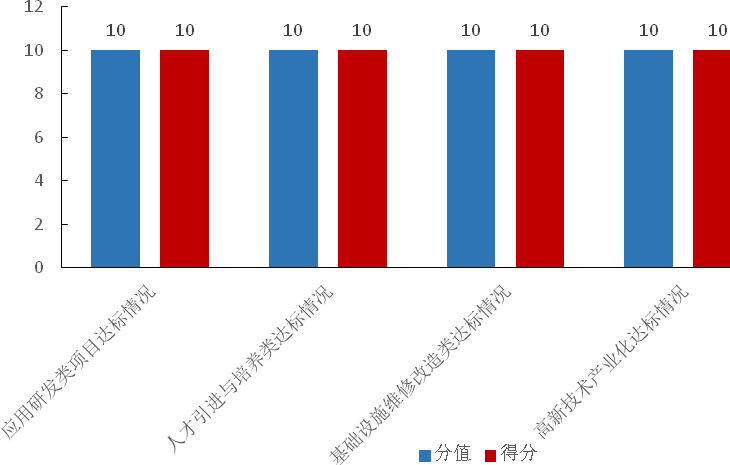 12
10
8
6
4
2
0
10 10 10 10 10 10 10 10
应用研发类项目达标情况
人才引进与培养类达标情况
基础设施维修改造类达标情况
高新技术产业化达标情况
分值 得分